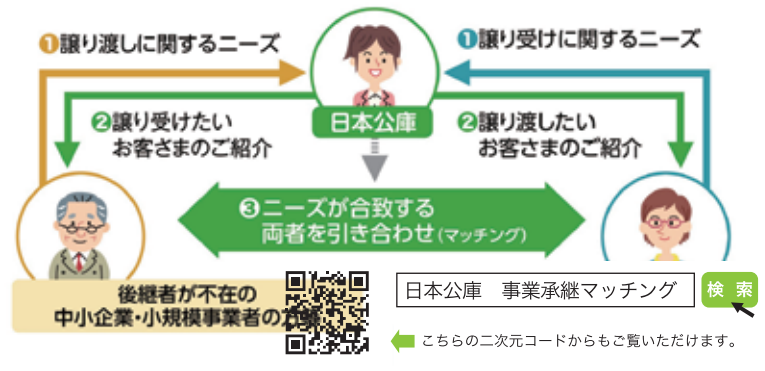 ❶譲り渡しに関するニーズ
❶譲り受けに関するニーズ
❷譲り受けたい
お客さまのご紹介
日本公庫
❷譲り渡したい
お客さまのご紹介
❸ニーズが合致する
両者を引き合わせ(マッチング)
後継者が不在の
中小企業・小規模事業者の
日本公庫 事業承継マッチング
検索
こちらの二次元コードからもご覧いただけます。